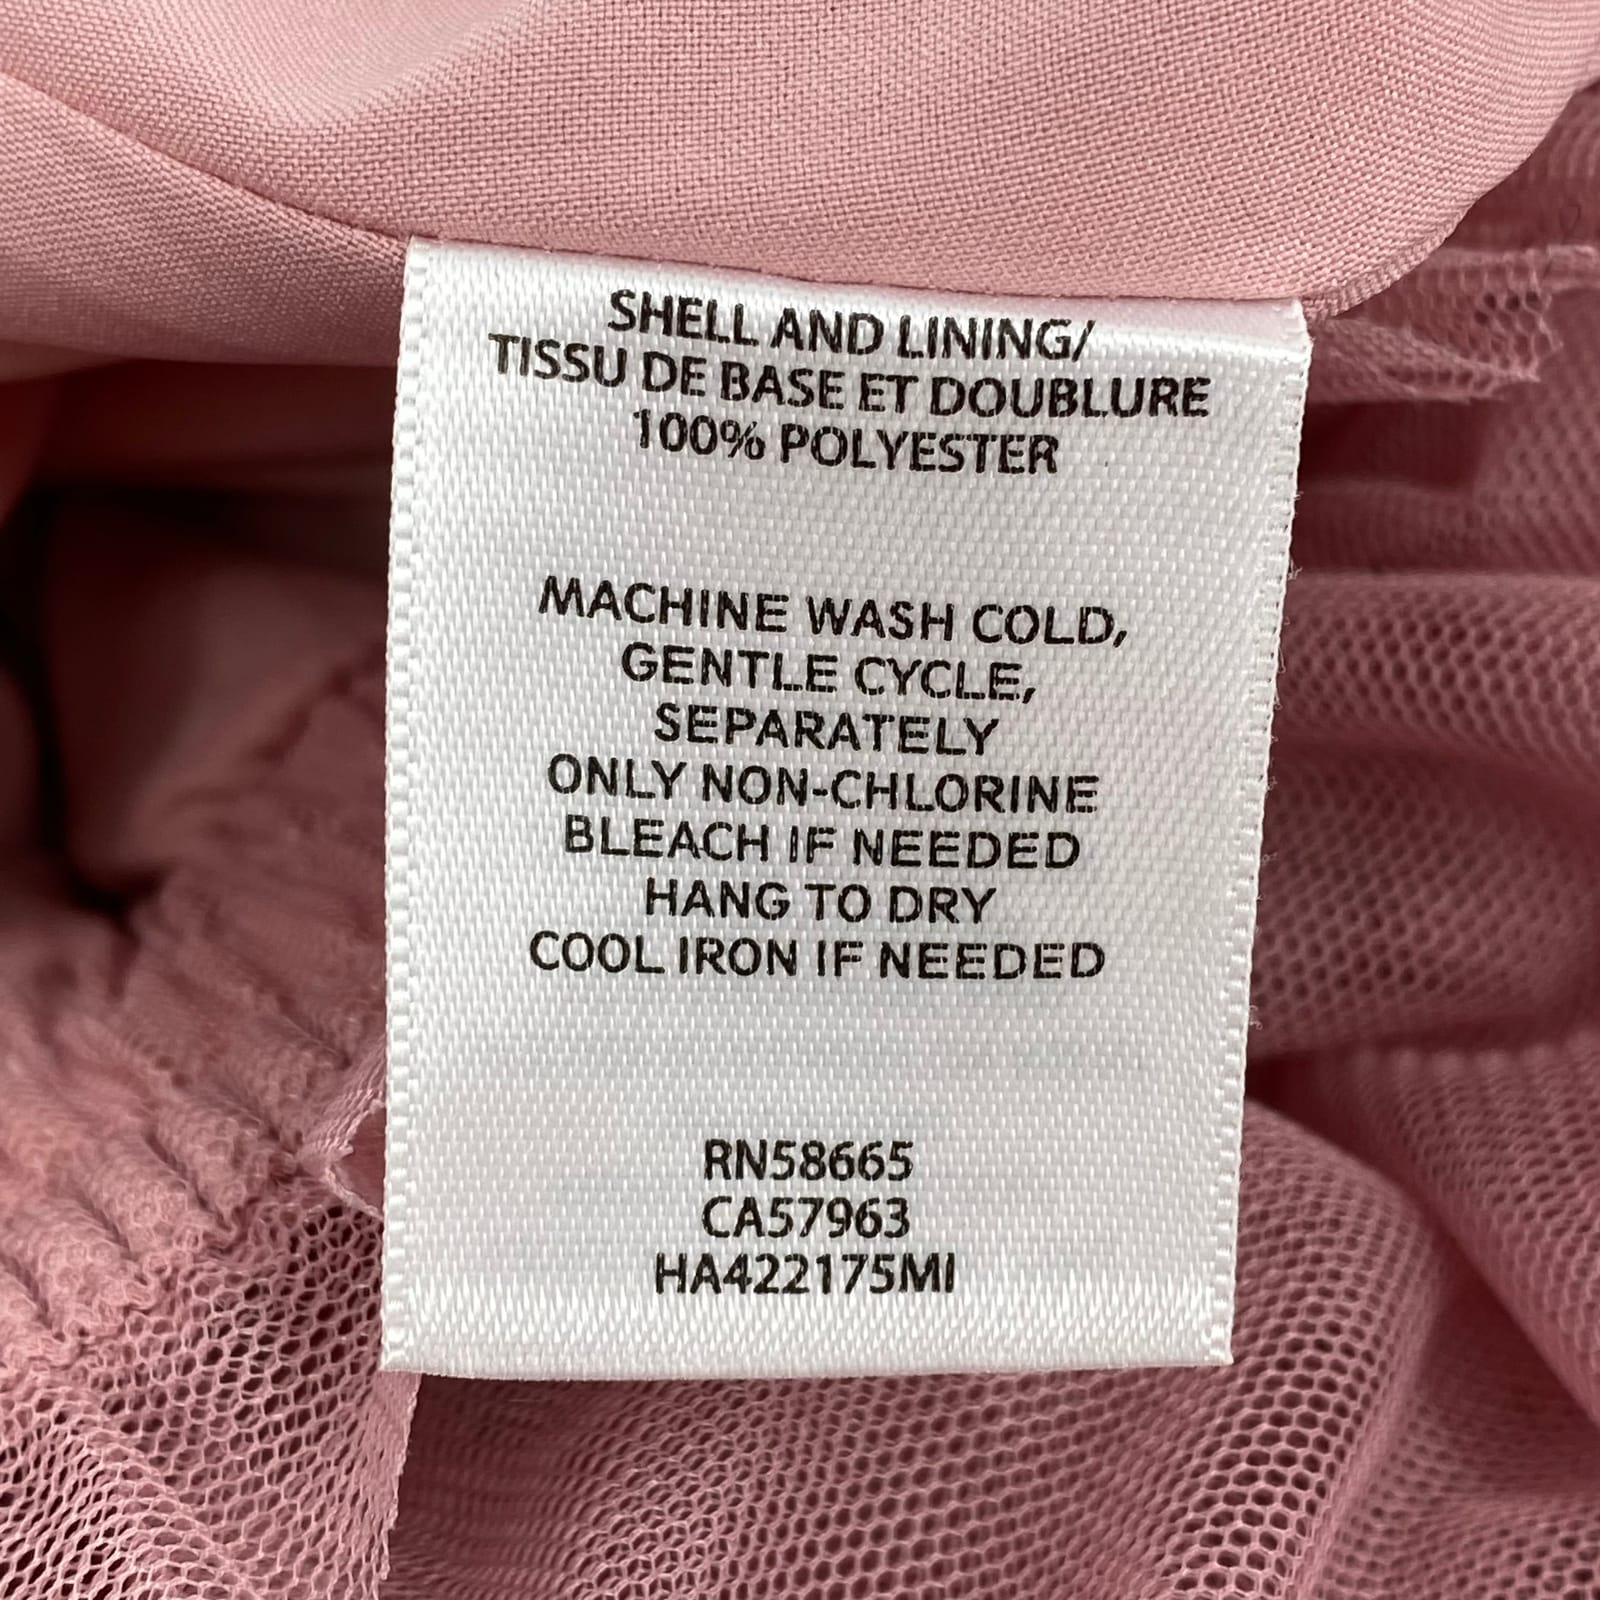 SHELL AND LINING/
TISSU DE BASE ET DOUBLURE
100% POLYESTER
MACHINE WASH COLD,
GENTLE CYCLE,
SEPARATELY
ONLY NON-CHLORINE
BLEACH IF NEEDED
HANG TO DRY
COOL IRON IF NEEDED
RN58665
CA57963
HA422175MI